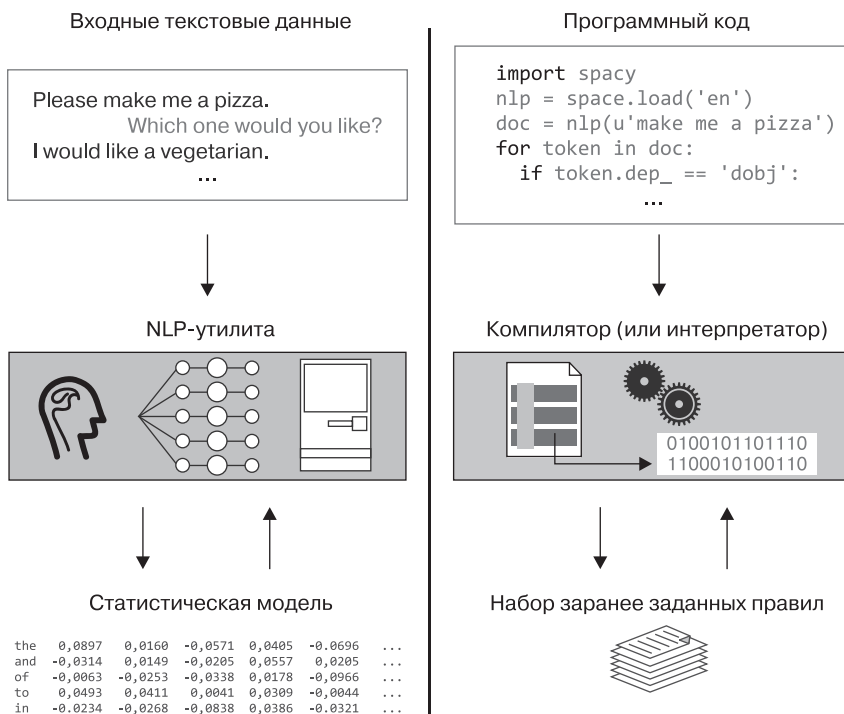 Входные текстовые данные
Please make me a pizza.
Which one would you like?
I would like a vegetarian.
...
NLP-утилита
Статистическая модель
the 0,0897 0,0160 -0,0571 0,0405 -0.0696 ...
and -0,0314 0,0149 -0,0205 0,0557 0,0205 ...
of -0,0063 -0,0253 -0,0338 0,0178 -0,0966 ...
to 0,0493 0,0411 0,0041 0,0309 -0,0044 ...
in -0.0234 -0,0268 -0,0838 0,0386 -0.0321 ...
Программный код
import spacy
nlp = space.load('en')
doc = nlp(u'make me a pizza')
for token in doc:
if token.dep_ == 'dobj':
...
Компилятор (или интерпретатор)
0100101101110
1100010100110
Набор заранее заданных правил